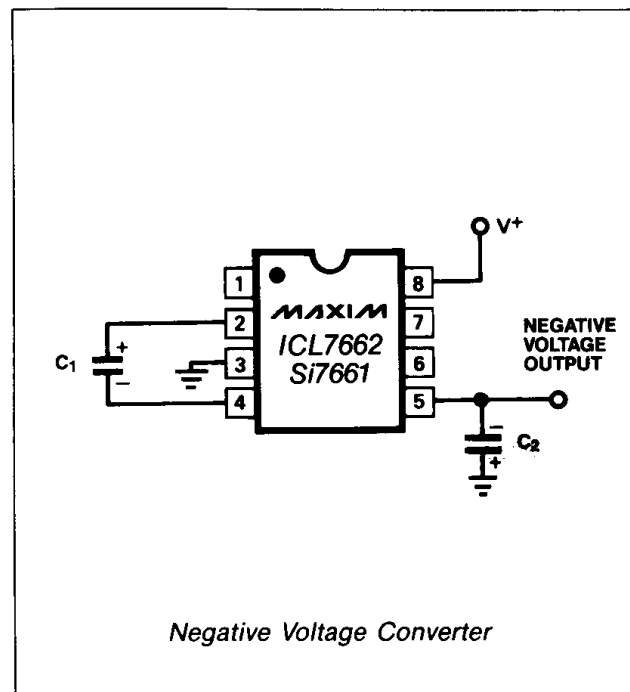 V+
1
8
MAXIM
2
7
NEGATIVE
VOLTAGE
OUTPUT
ICL7662
C1
+
−
3
6
Si7661
4
5
−
C2
+
Negative Voltage Converter